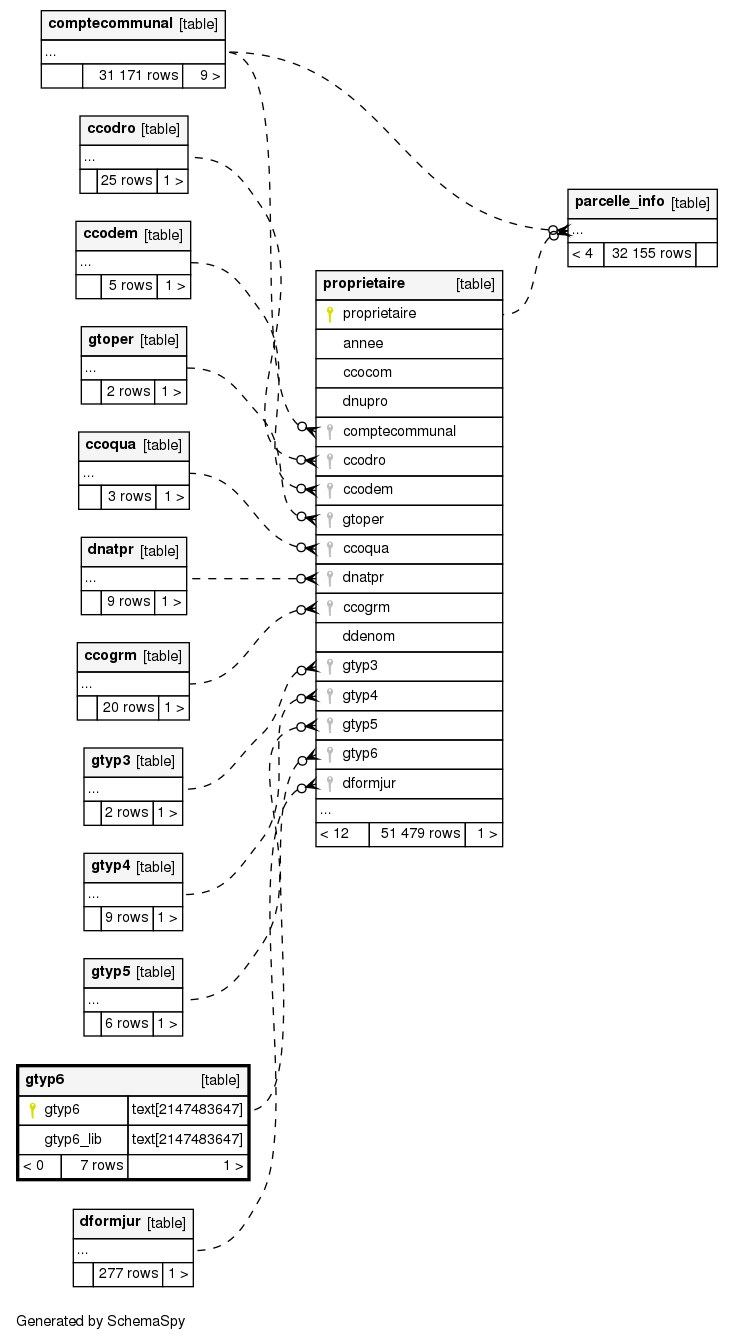 comptecommunal [table]
...
31 171 rows 9 >
ccodro [table]
...
25 rows 1 >
ccodem [table]
...
5 rows 1 >
gtoper [table]
...
2 rows 1 >
ccoqua [table]
...
3 rows 1 >
dnatpr [table]
...
9 rows 1 >
ccogrm [table]
...
20 rows 1 >
gtyp3 [table]
...
2 rows 1 >
gtyp4 [table]
...
9 rows 1 >
gtyp5 [table]
...
6 rows 1 >
gtyp6 [table]
gtyp6 text[2147483647]
gtyp6_lib text[2147483647]
< 0 7 rows 1 >
dformjur [table]
...
277 rows 1 >
proprietaire [table]
proprietaire
annee
ccocom
dnupro
comptecommunal
ccodro
ccodem
gtoper
ccoqua
dnatpr
ccogrm
ddenom
gtyp3
gtyp4
gtyp5
gtyp6
dformjur
...
< 12 51 479 rows 1 >
parcelle_info [table]
...
< 4 32 155 rows
Generated by SchemaSpy